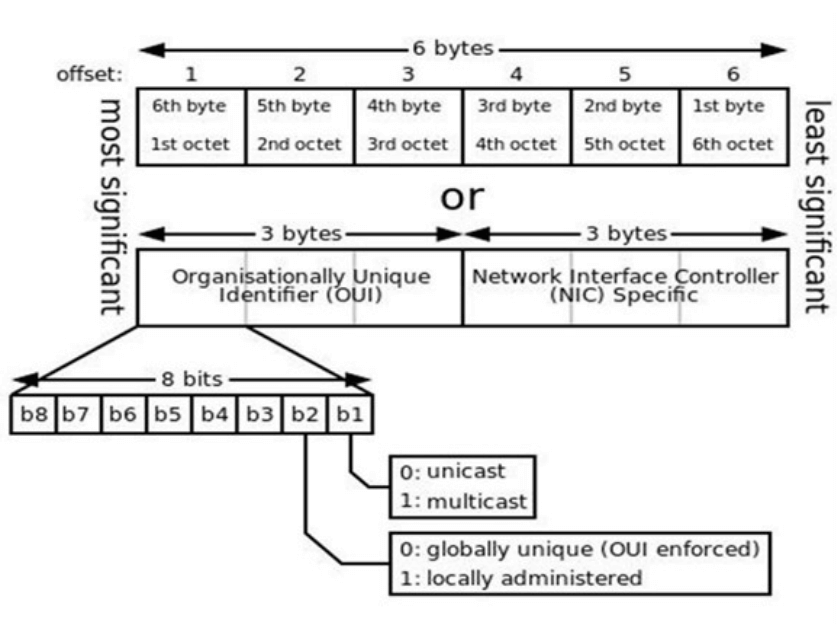 6 bytes
offset: 1 2 3 4 5 6
6th byte 5th byte 4th byte 3rd byte 2nd byte 1st byte
1st octet 2nd octet 3rd octet 4th octet 5th octet 6th octet
most significant
least significant
or
3 bytes 3 bytes
Organisationally Unique
Identifier (OUI)
Network Interface Controller
(NIC) Specific
8 bits
b8 b7 b6 b5 b4 b3 b2 b1
0: unicast
1: multicast
0: globally unique (OUI enforced)
1: locally administered